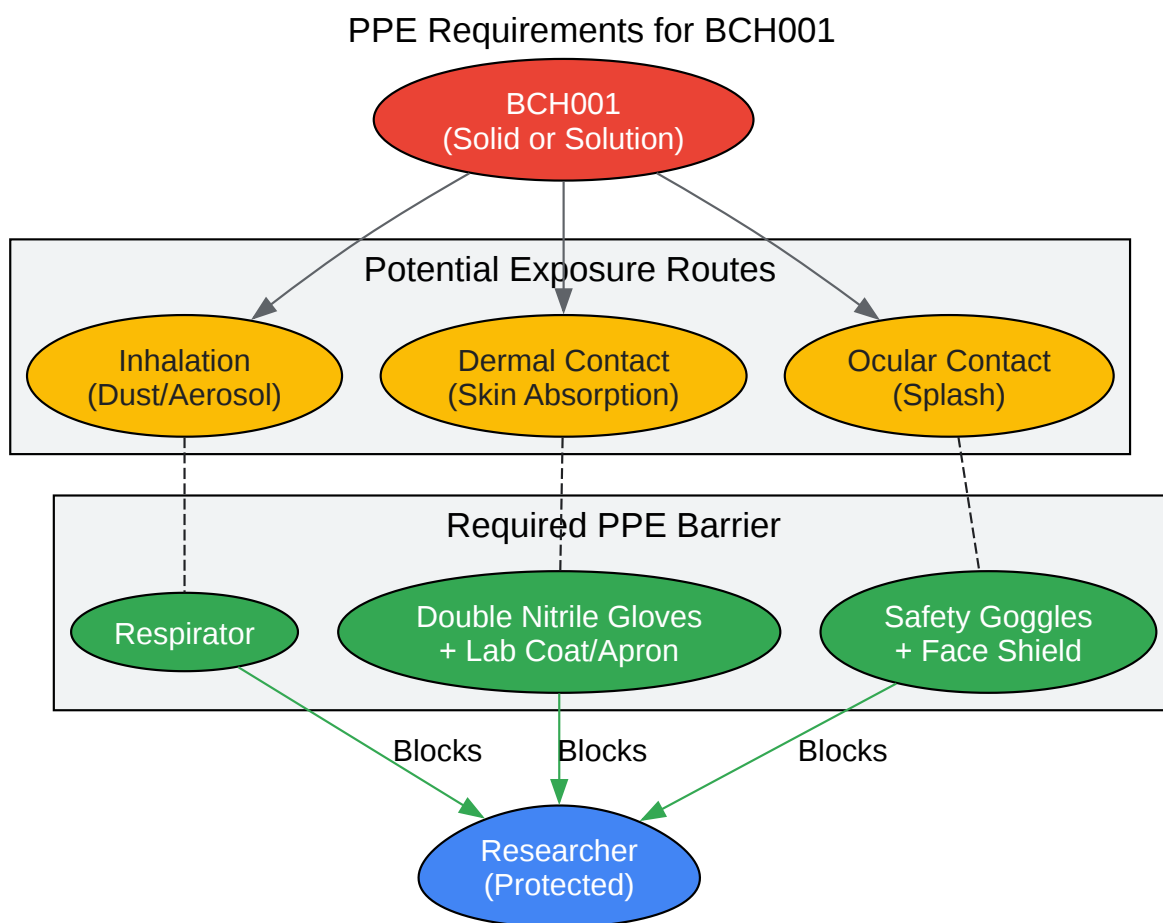 PPE Requirements for BCH001
BCH001
(Solid or Solution)
Potential Exposure Routes
Inhalation
(Dust/Aerosol)
Dermal Contact
(Skin Absorption)
Ocular Contact
(Splash)
Required PPE Barrier
Respirator
Double Nitrile Gloves
+ Lab Coat/Apron
Safety Goggles
+ Face Shield
Blocks
Blocks
Blocks
Researcher
(Protected)